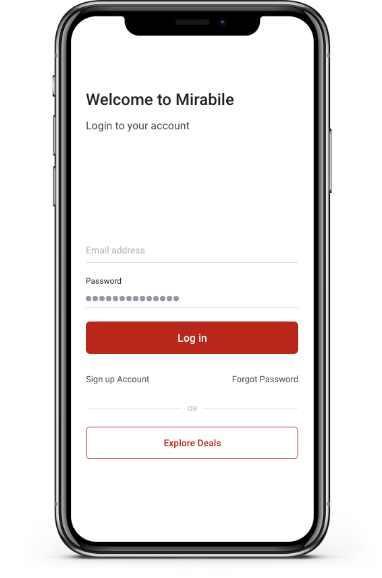 Welcome to Mirabile
Login to your account
Email address
Password
Log in
Sign up Account
Forgot Password
OR
Explore Deals